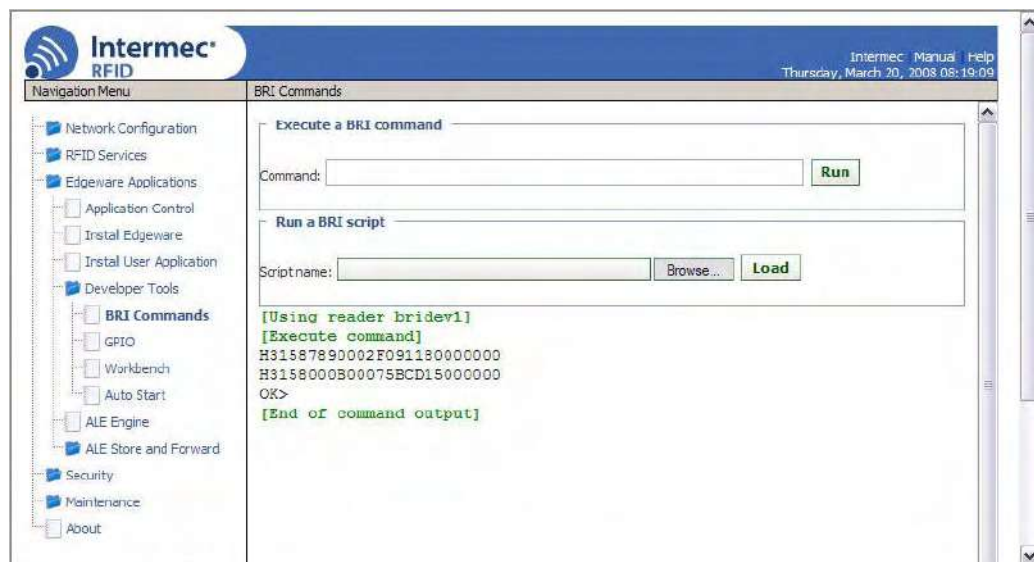 Intermec
RFID
Intermec | Manual | Help
Thursday, March 20, 2008 08:19:09
Navigation Menu
BRI Commands
Network Configuration
RFID Services
Edgeware Applications
Application Control
Install Edgeware
Install User Application
Developer Tools
BRI Commands
GPIO
Workbench
Auto Start
ALE Engine
ALE Store and Forward
Security
Maintenance
About
Execute a BRI command
Command:
Run
Run a BRI script
Script name:
Browse...
Load
[Using reader bridev1]
[Execute command]
H31587890002F091180000000
H3158000B00075BCD15000000
OK>
[End of command output]